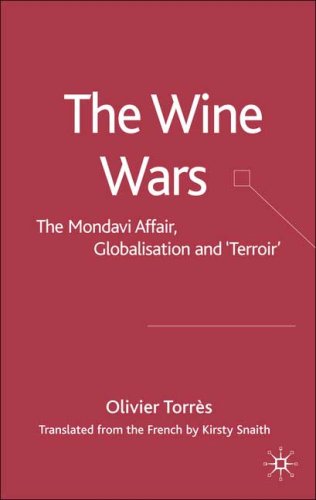 The Wine
Wars
The Mondavi Affair,
Globalisation and ‘Terroir’
Olivier Torrès
Translated from the French by Kirsty Snaith